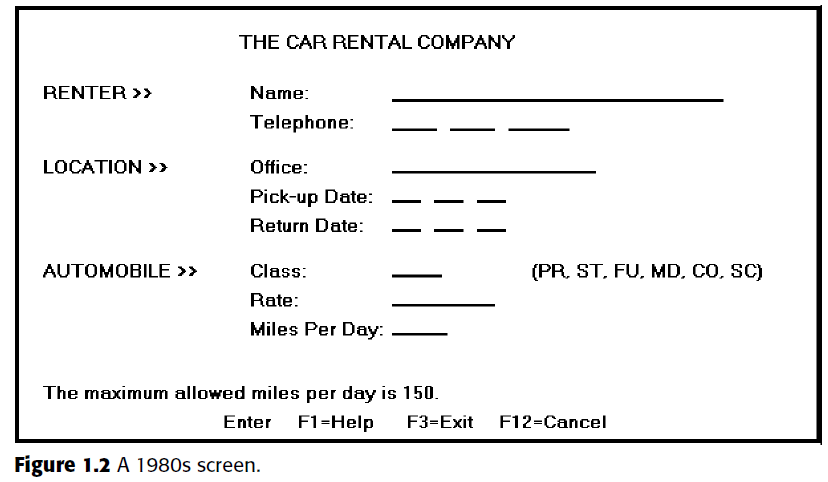 THE CAR RENTAL COMPANY
RENTER >> Name:
Telephone:
LOCATION >> Office:
Pick-up Date:
Return Date:
AUTOMOBILE >> Class: (PR, ST, FU, MD, CO, SC)
Rate:
Miles Per Day:
The maximum allowed miles per day is 150.
Enter F1=Help F3=Exit F12=Cancel
Figure 1.2 A 1980s screen.